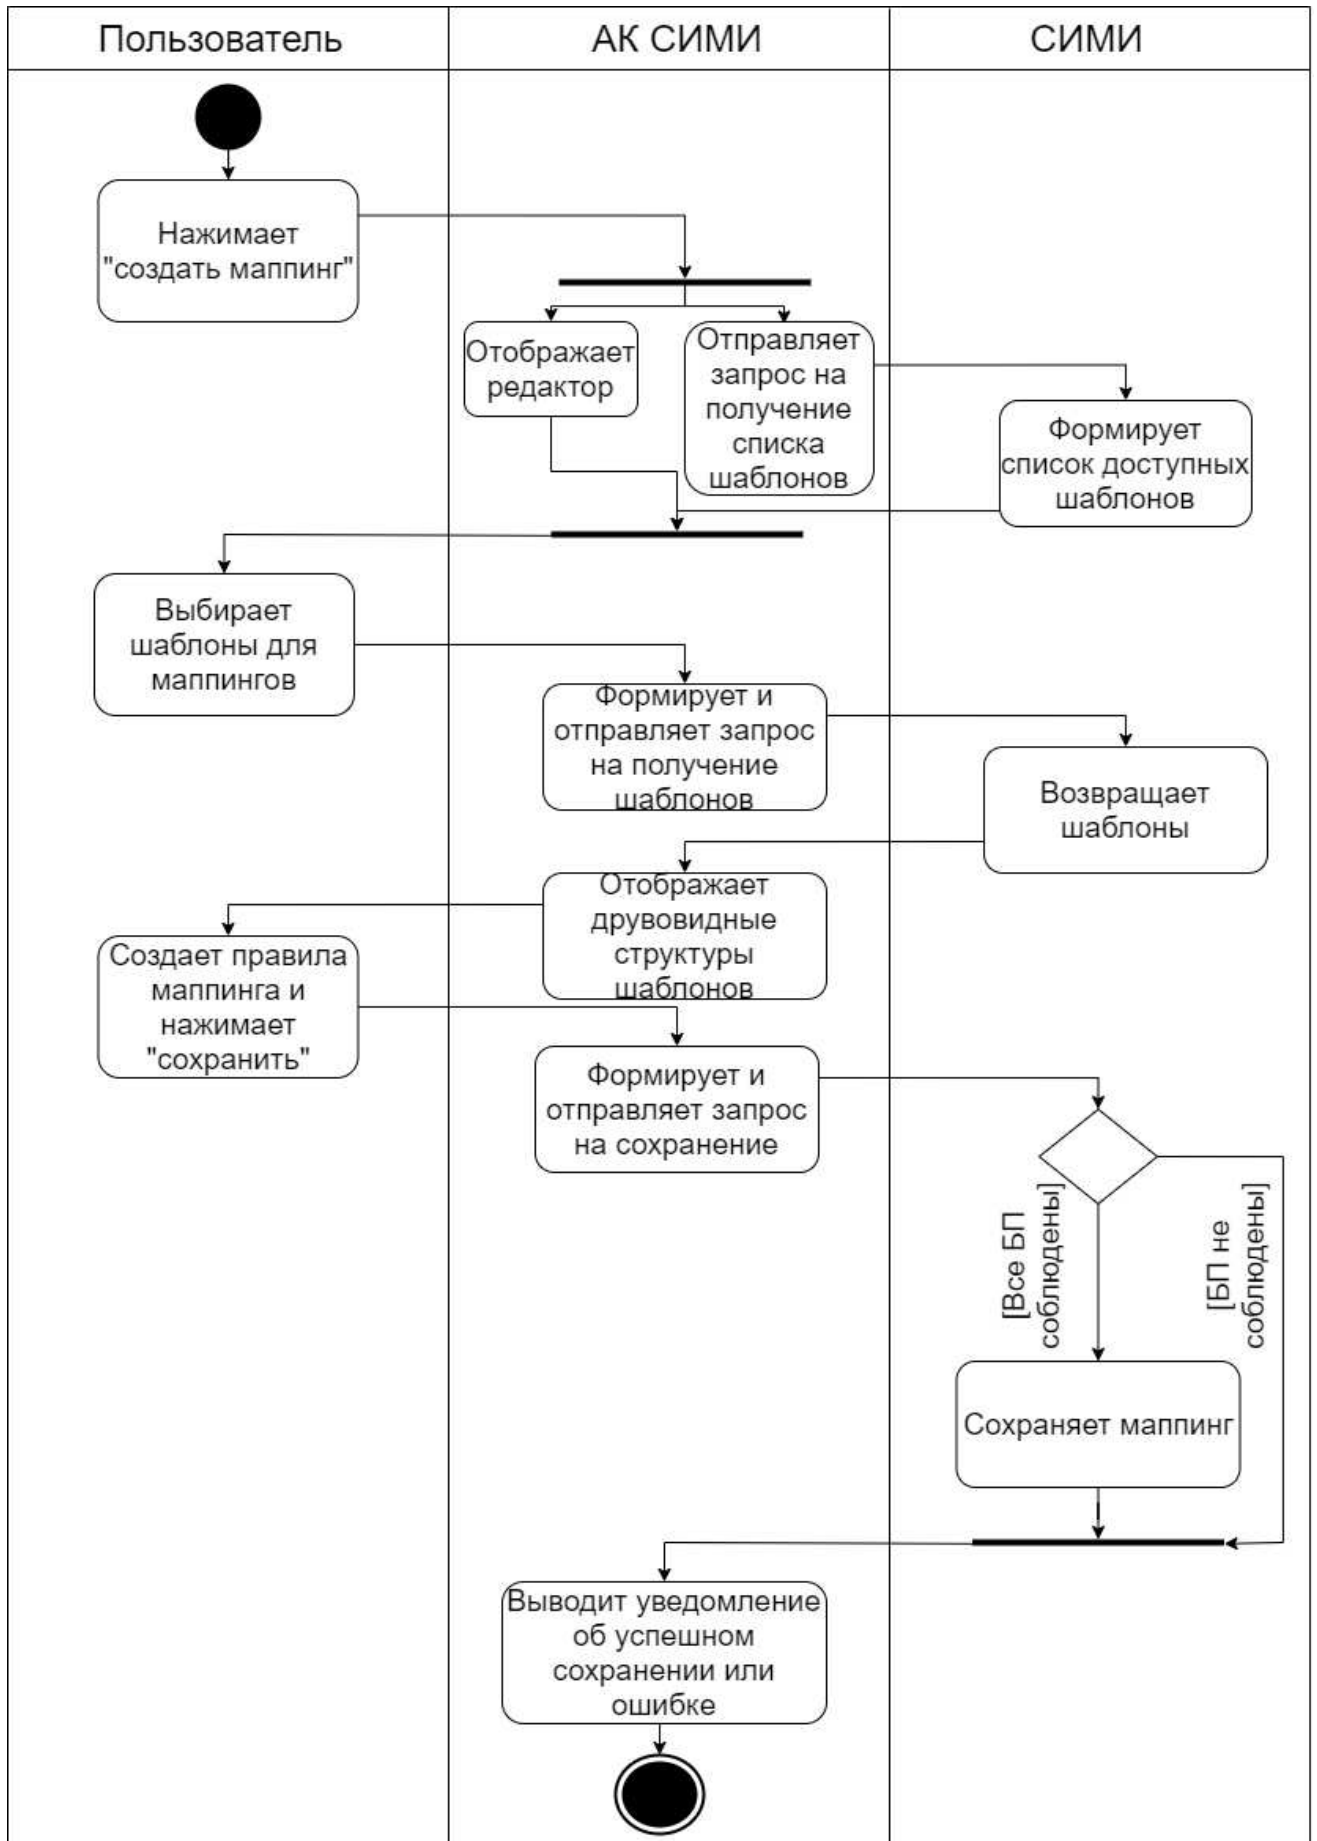 Пользователь
АК СИМИ
СИМИ
Нажимает
"создать маппинг"
Отображает
редактор
Отправляет
запрос на
получение
списка
шаблонов
Формирует
список доступных
шаблонов
Выбирает
шаблоны для
маппингов
Формирует и
отправляет запрос
на получение
шаблонов
Возвращает
шаблоны
Отображает
друвовидные
структуры
шаблонов
Создает правила
маппинга и
нажимает
"сохранить"
Формирует и
отправляет запрос
на сохранение
[Все БП
соблюдены]
[БП не
соблюдены]
Сохраняет маппинг
Выводит уведомление
об успешном
сохранении или
ошибке